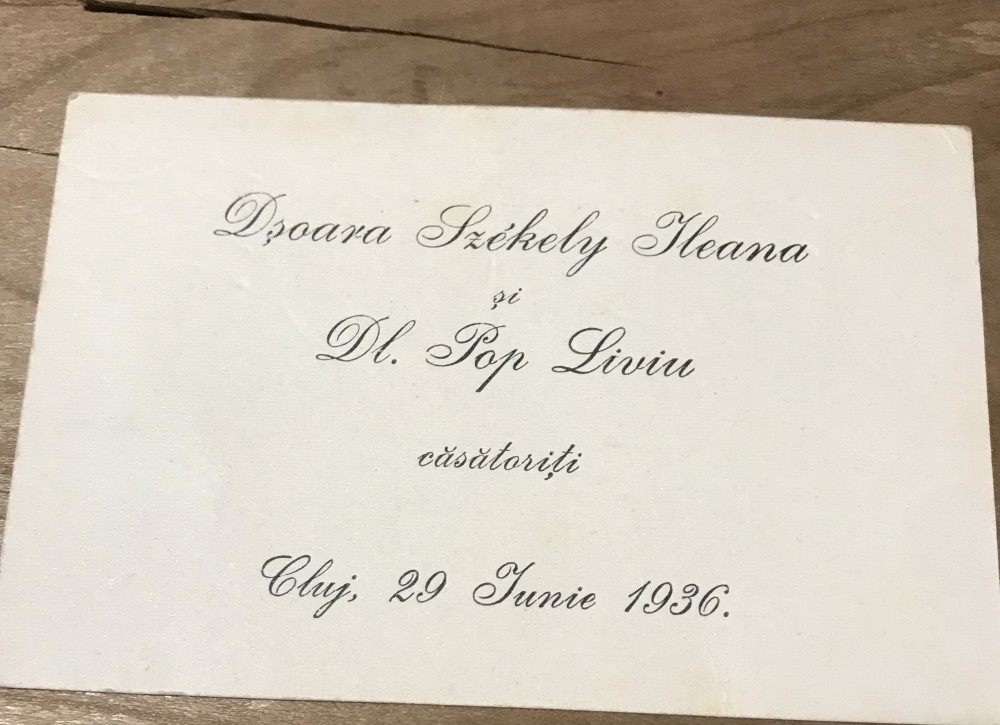 Dșoara Székely Ileana
și
Dl. Pop Liviu
căsătoriți
Cluj, 29 Iunie 1936.